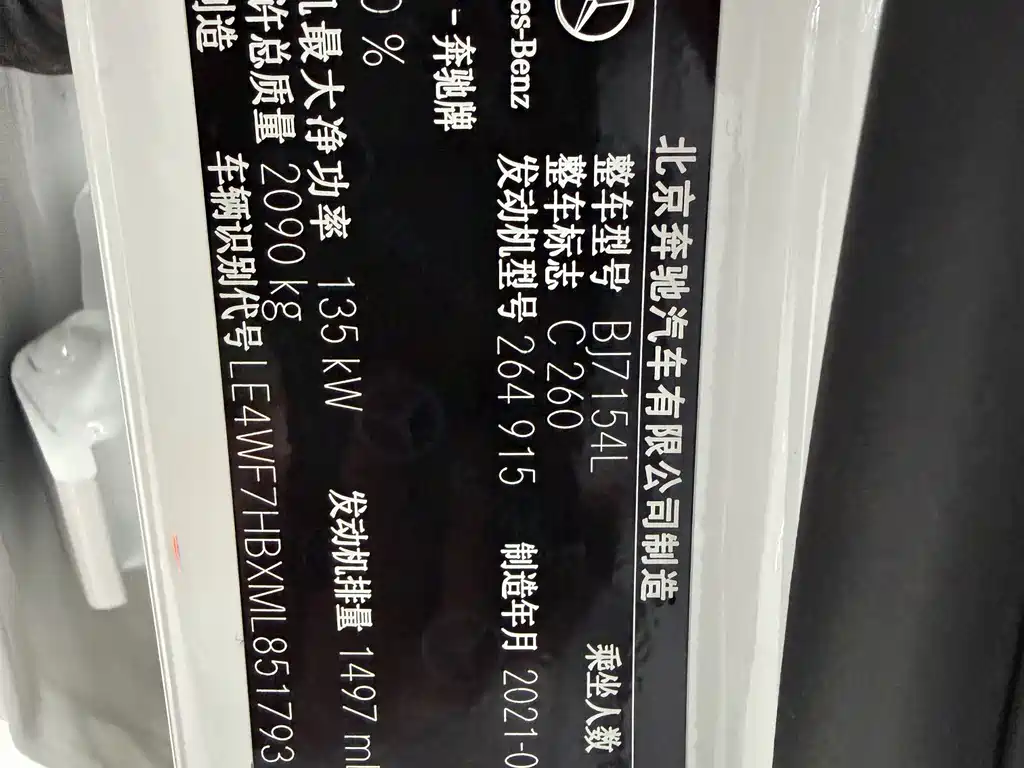 北京奔驰汽车有限公司制造
整车型号 BJ7154L 乘坐人数
整车标志 C 260
es-Benz 发动机型号 264 915 制造年月 2021-0
-奔驰牌
0 % 发动机排量 1497 ml
最大净功率 135 kW
许总质量 2090 kg
制造 车辆识别代号 LE4WF7HBXML851793